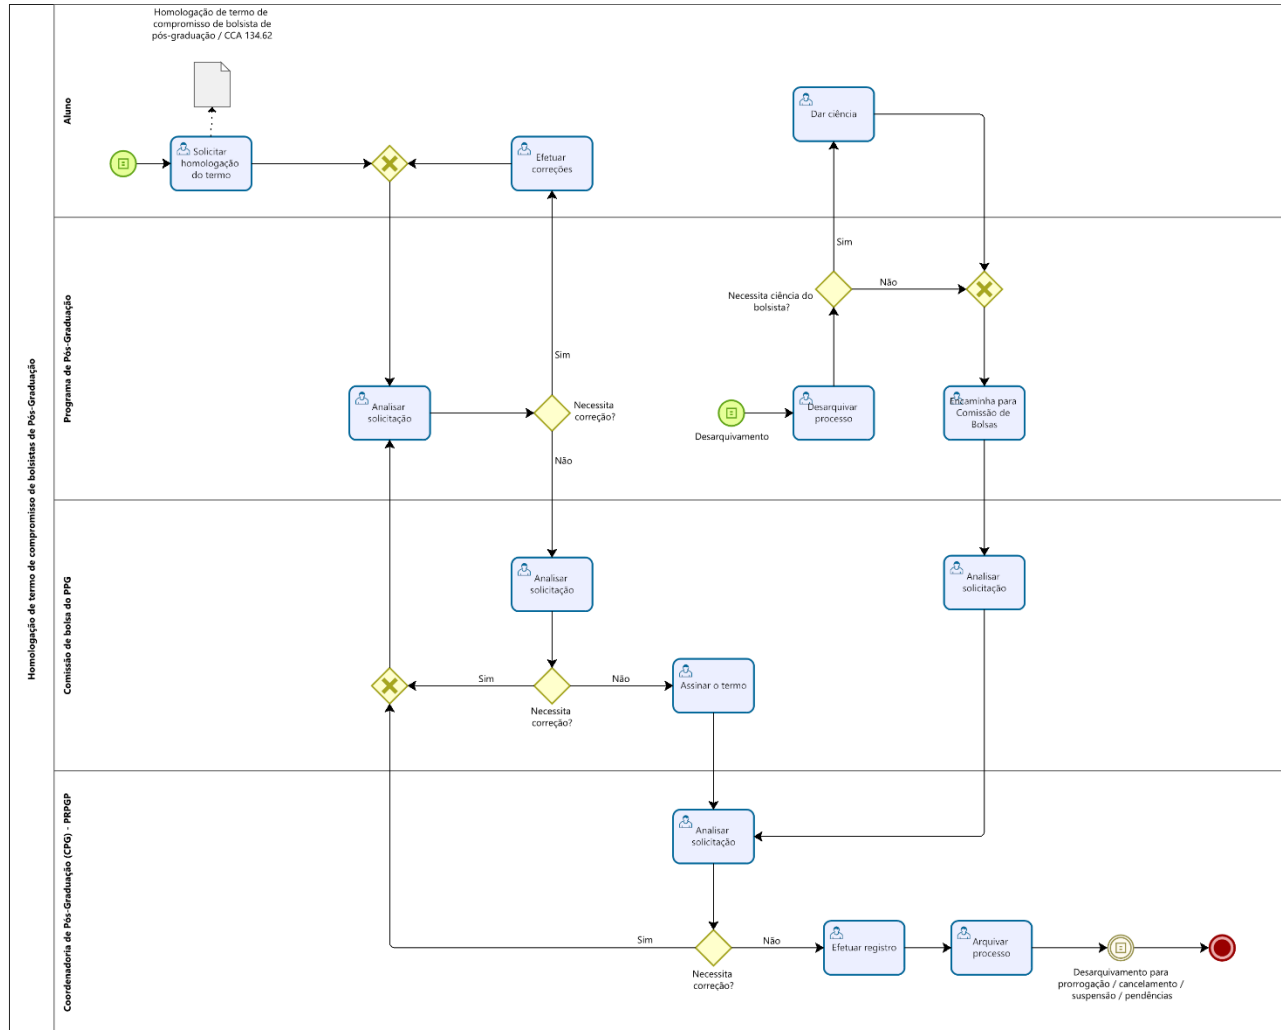 Homologação de termo de compromisso de bolsistas de Pós-Graduação
Aluno
Homologação de termo de
compromisso de bolsista de
pós-graduação / CCA 134.62
Solicitar
homologação
do termo
Efetuar
correções
Dar ciência
Programa de Pós-Graduação
Sim
Necessita ciência do
bolsista?
Não
Sim
Analisar
solicitação
Necessita
correção?
Não
Desarquivamento
Desarquivar
processo
Encaminha para
Comissão de
Bolsas
Comissão de bolsa do PPG
Analisar
solicitação
Analisar
solicitação
Sim
Necessita
correção?
Não
Assinar o termo
Coordenadoria de Pós-Graduação (CPG) - PRPGP
Analisar
solicitação
Sim
Necessita
correção?
Não
Efetuar registro
Arquivar
processo
Desarquivamento para
prorrogação / cancelamento /
suspensão / pendências